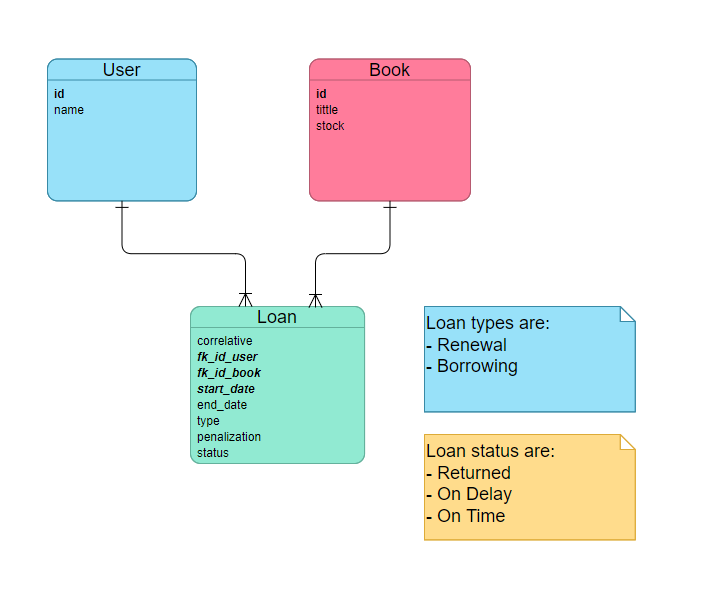 User
id
name
Book
id
tittle
stock
Loan
correlative
fk_id_user
fk_id_book
start_date
end_date
type
penalization
status
Loan types are:
- Renewal
- Borrowing
Loan status are:
- Returned
- On Delay
- On Time